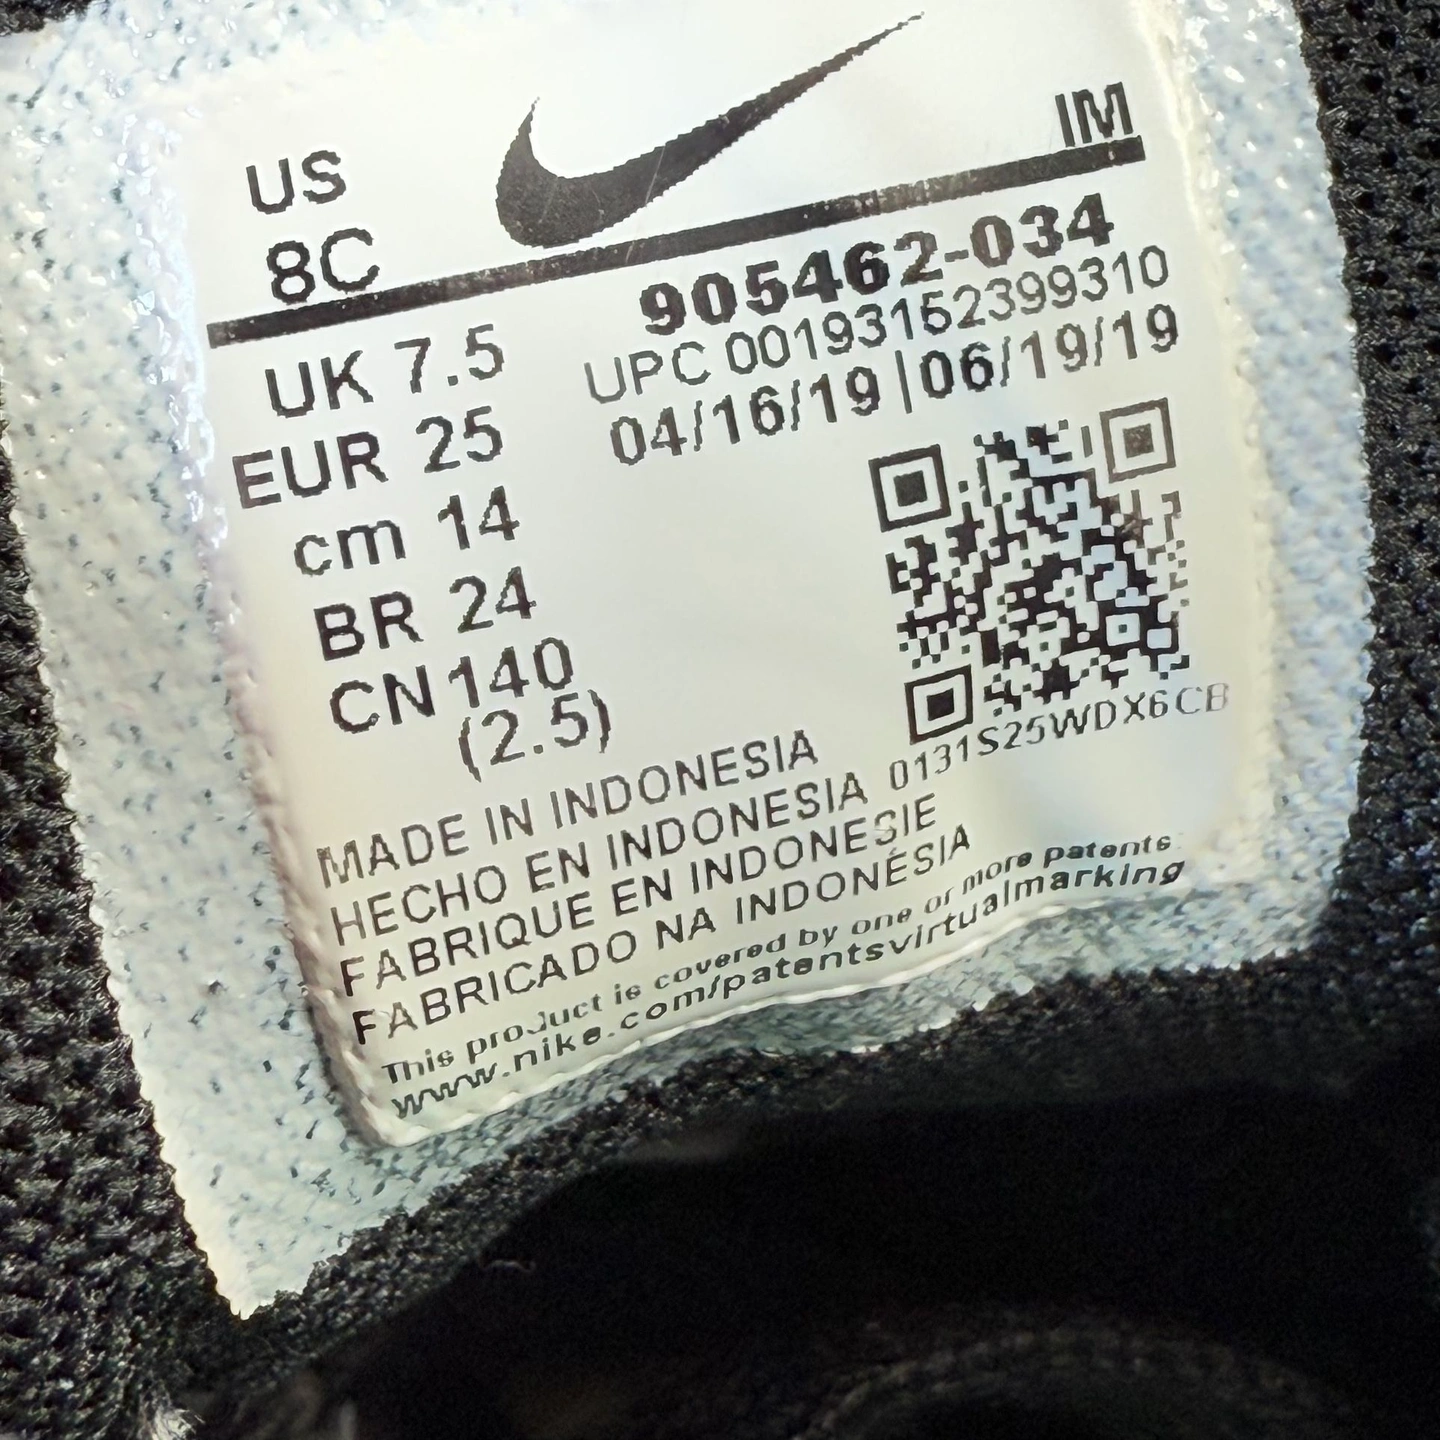 US
8C
IM
905462-034
UPC 00193152399310
04/16/19|06/19/19
UK 7.5
EUR 25
cm 14
BR 24
CN 140
(2.5)
0131S25WDX6CB
MADE IN INDONESIA
HECHO EN INDONESIA
FABRIQUE EN INDONESIE
FABRICADO NA INDONÉSIA
This product is covered by one or more patents.
www.nike.com/patentsvirtualmarking